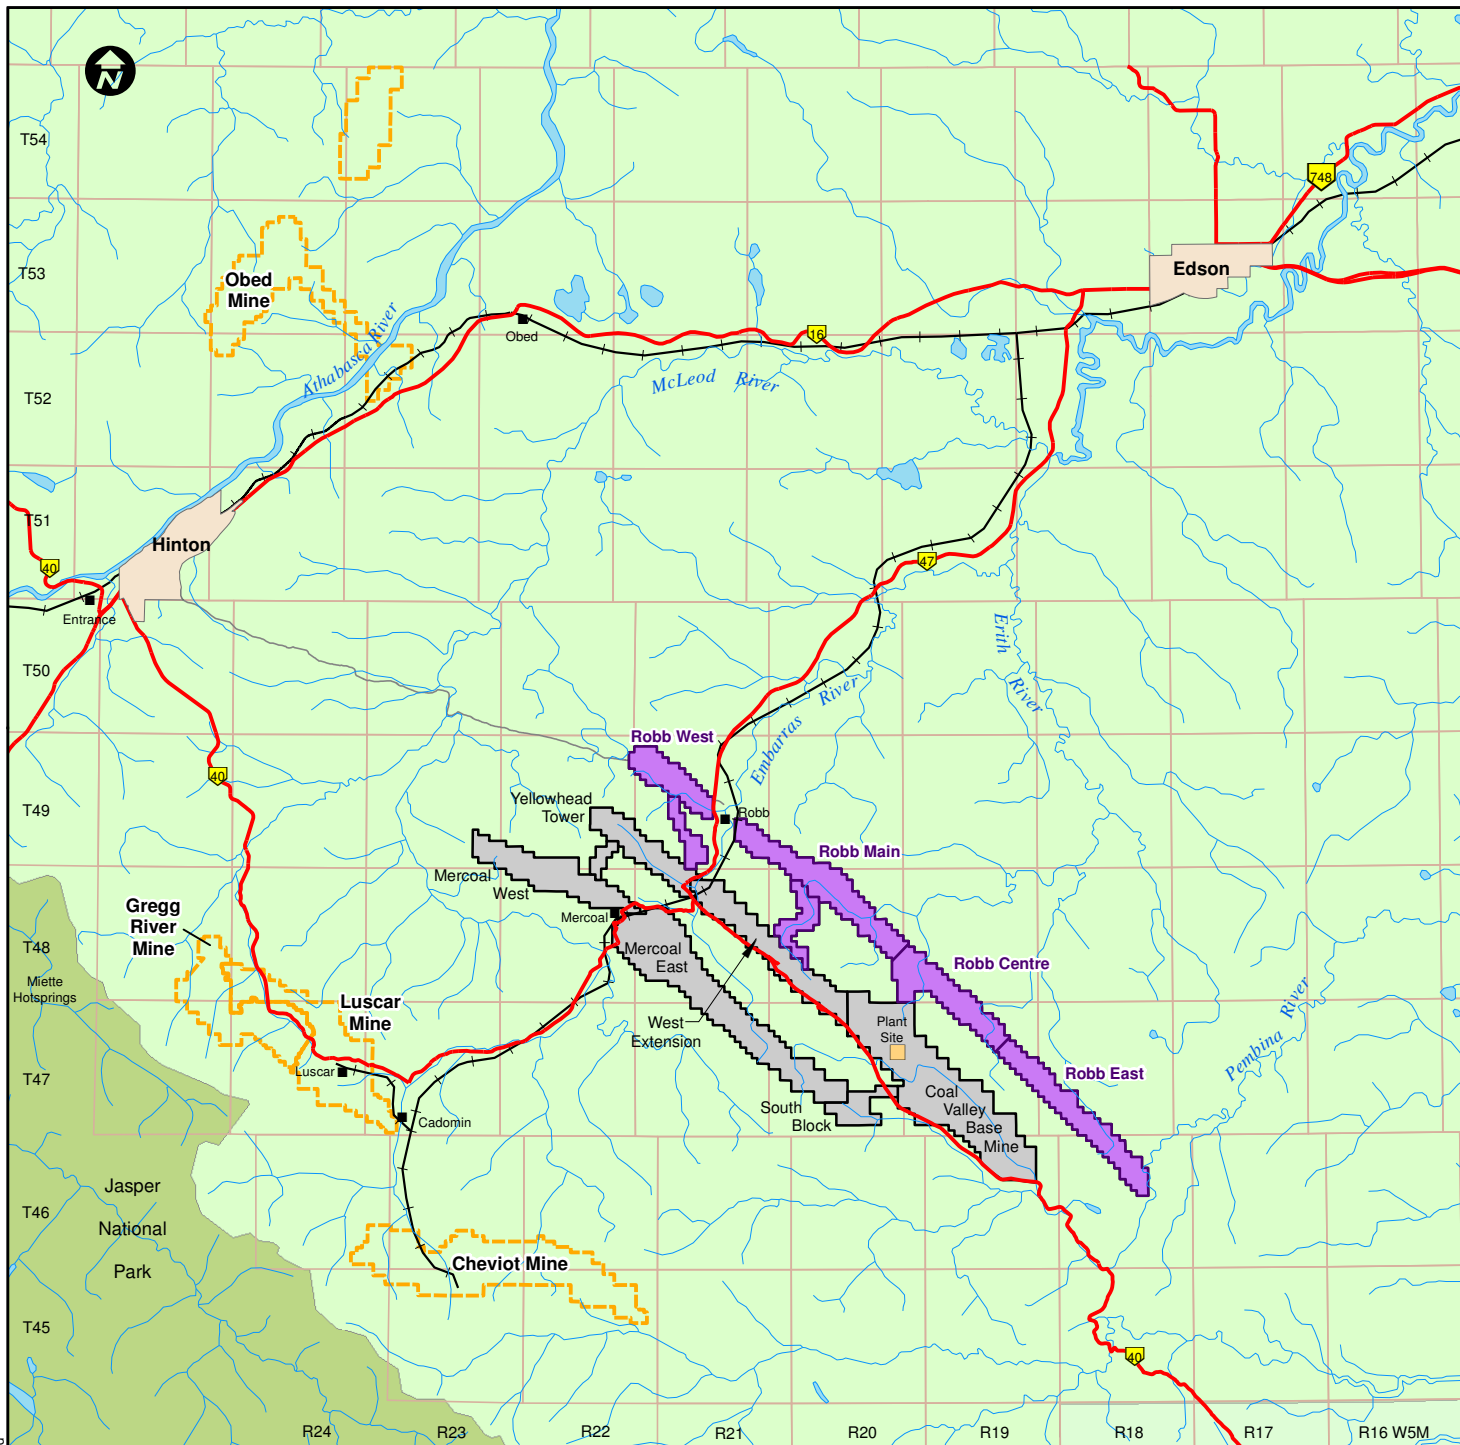 N
T54
748
T53
Edson
Obed
Mine
Athabasca River
Obed
16
McLeod River
T52
T51
Hinton
40
47
Entrance
Erith
River
T50
Embarras River
Robb West
40
T49
Yellowhead
Tower
Robb
Robb Main
Mercoal
West
Gregg
River
Mine
Mercoal
T48
Mercoal
East
Robb Centre
Miette
Hotsprings
Luscar
Mine
Pembina River
West
Extension
Plant
Site
Luscar
T47
Robb East
Coal
Valley
Base
Mine
South
Block
Cadomin
Jasper
National
Park
T46
Cheviot Mine
T45
40
R24
R23
R22
R21
R20
R19
R18
R17
R16 W5M